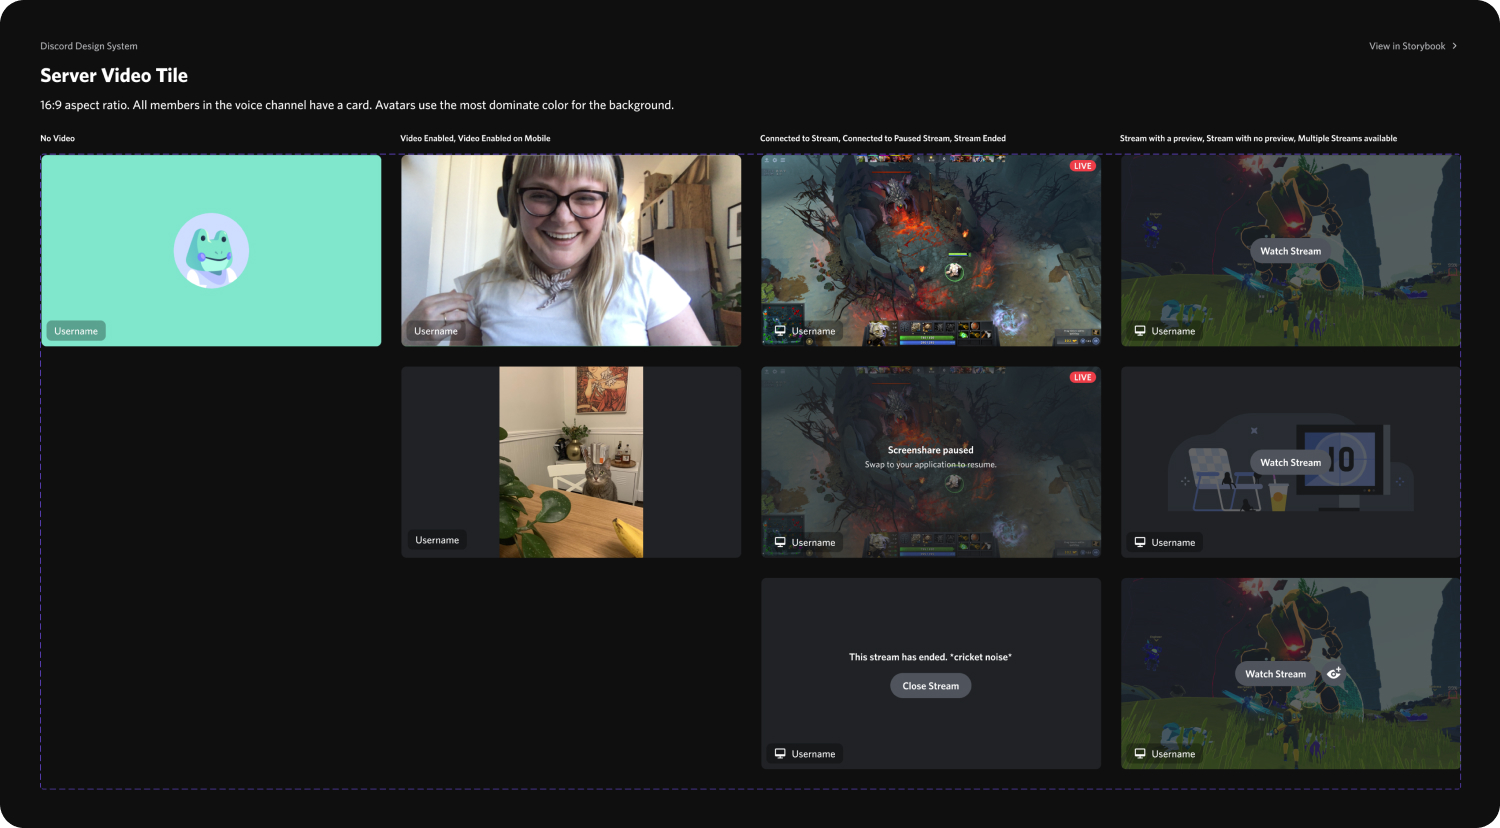 Discord Design System
View in Storybook
Server Video Tile
16:9 aspect ratio. All members in the voice channel have a card. Avatars use the most dominate color for the background.
No Video
Video Enabled, Video Enabled on Mobile
Connected to Stream, Connected to Paused Stream, Stream Ended
Stream with a preview, Stream with no preview, Multiple Streams available
Username
Username
LIVE
Username
Watch Stream
Username
Username
LIVE
Screenshare paused
Swap to your application to resume.
Username
Watch Stream
10
Username
This stream has ended. *cricket noise*
Close Stream
Username
Watch Stream
Username